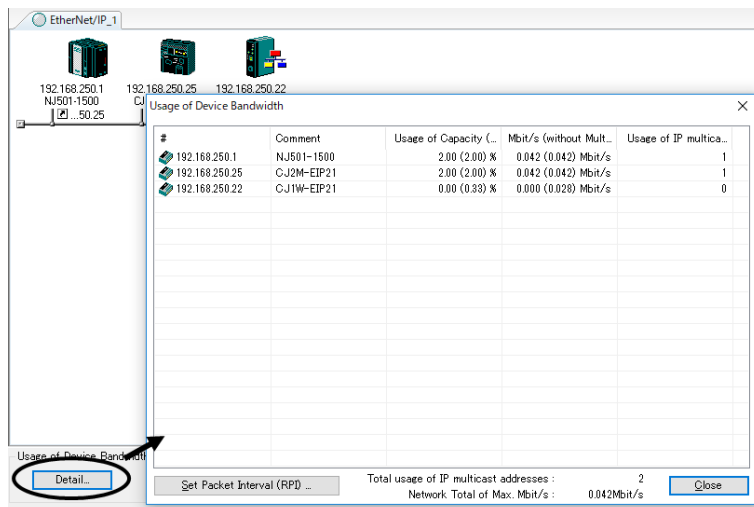 EtherNet/IP_1
192.168.250.1 192.168.250.25 192.168.250.22
NJ501-1500 CJ
...50.25
Usage of Device Bandwidth
# Comment Usage of Capacity (... Mbit/s (without Mult... Usage of IP multica...
192.168.250.1 NJ501-1500 2.00 (2.00) % 0.042 (0.042) Mbit/s 1
192.168.250.25 CJ2M-EIP21 2.00 (2.00) % 0.042 (0.042) Mbit/s 1
192.168.250.22 CJ1W-EIP21 0.00 (0.33) % 0.000 (0.028) Mbit/s 0
Usage of Device Bandwidth
Detail...
Set Packet Interval (RPI) ...
Total usage of IP multicast addresses : 2
Network Total of Max. Mbit/s : 0.042Mbit/s
Close